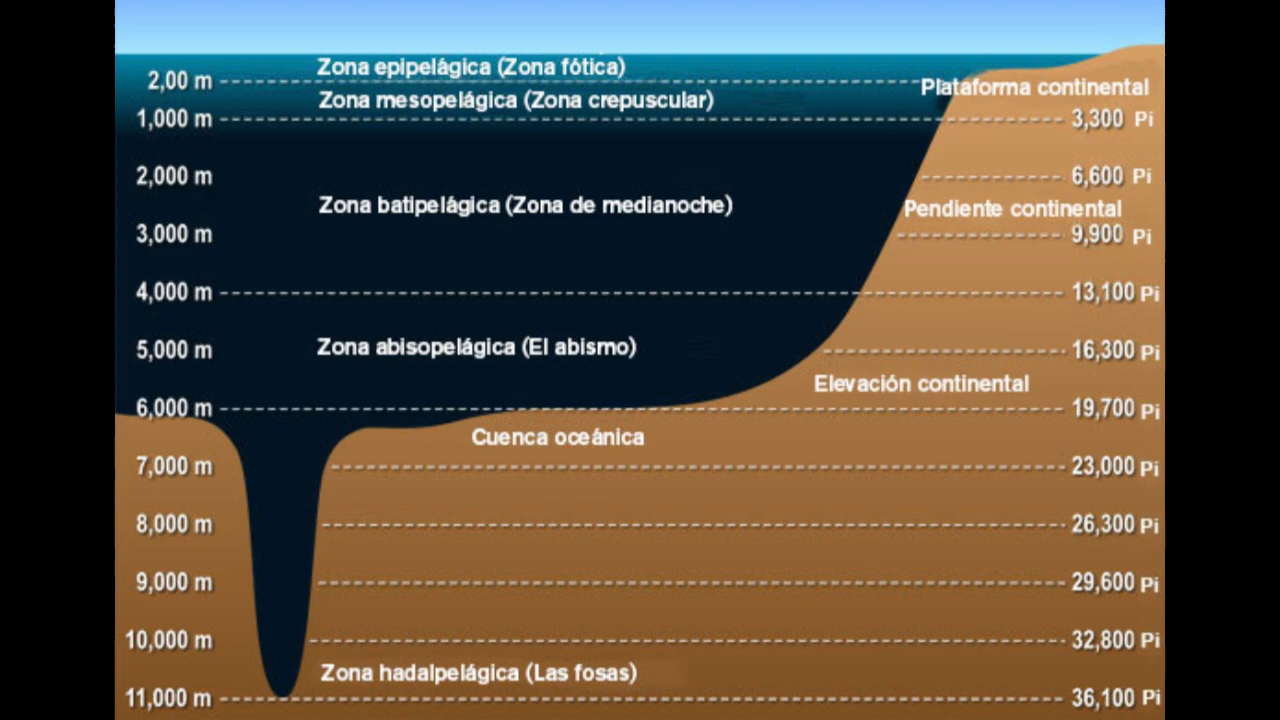 Zona epipelágica (Zona fótica)
2,00 m
Plataforma continental
Zona mesopelágica (Zona crepuscular)
1,000 m 3,300 Pi
2,000 m 6,600 Pi
Zona batipelágica (Zona de medianoche)
Pendiente continental
3,000 m 9,900 Pi
4,000 m 13,100 Pi
Zona abisopelágica (El abismo)
5,000 m 16,300 Pi
Elevación continental
6,000 m 19,700 Pi
Cuenca oceánica
7,000 m 23,000 Pi
8,000 m 26,300 Pi
9,000 m 29,600 Pi
10,000 m 32,800 Pi
Zona hadalpelágica (Las fosas)
11,000 m 36,100 Pi